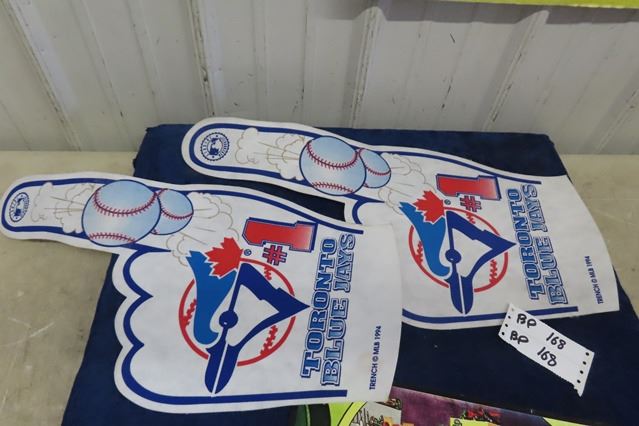 #1
TORONTO
BLUE JAYS
TRENCH © MLB 1994
#1
TORONTO
BLUE JAYS
TRENCH © MLB 1994
BP 168
BP 168